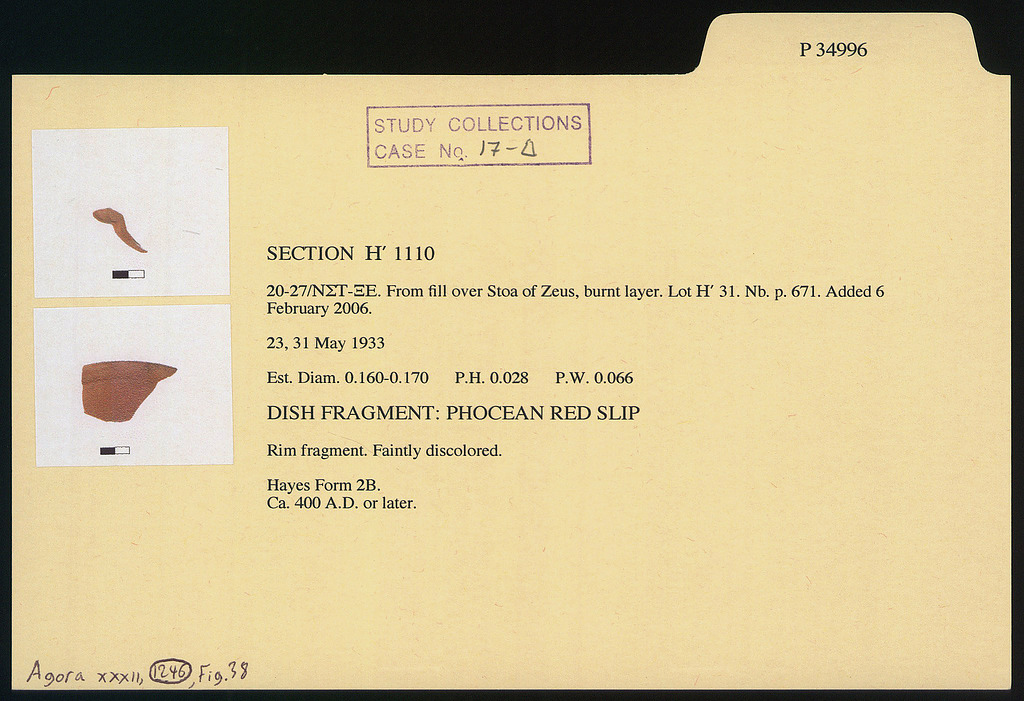 P 34996
STUDY COLLECTIONS
CASE No. 17-Δ
SECTION H′ 1110
20-27/ΝΣΤ-ΞΕ. From fill over Stoa of Zeus, burnt layer. Lot H′ 31. Nb. p. 671. Added 6
February 2006.
23, 31 May 1933
Est. Diam. 0.160-0.170 P.H. 0.028 P.W. 0.066
DISH FRAGMENT: PHOCEAN RED SLIP
Rim fragment. Faintly discolored.
Hayes Form 2B.
Ca. 400 A.D. or later.
Agora XXXII, 1246, Fig.38